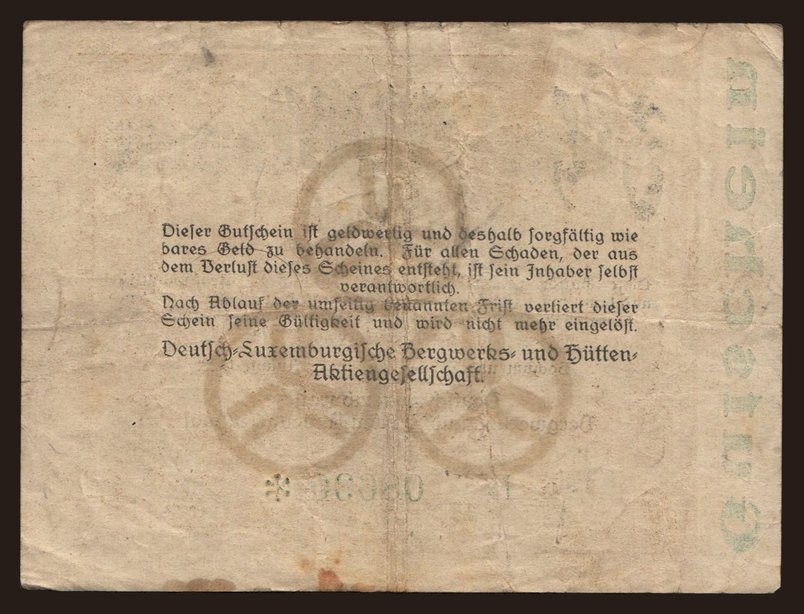 Dieser Gutschein ist geldwertig und deshalb sorgfältig wie
bares Geld zu behandeln. Für allen Schaden, der aus
dem Verlust dieses Scheines entsteht, ist sein Inhaber selbst
verantwortlich.
Nach Ablauf der umseitig benannten Frist verliert dieser
Schein seine Gültigkeit und wird nicht mehr eingelöst.
Deutsch-Luxemburgische Bergwerks- und Hütten-
Aktiengesellschaft.
Gutschein